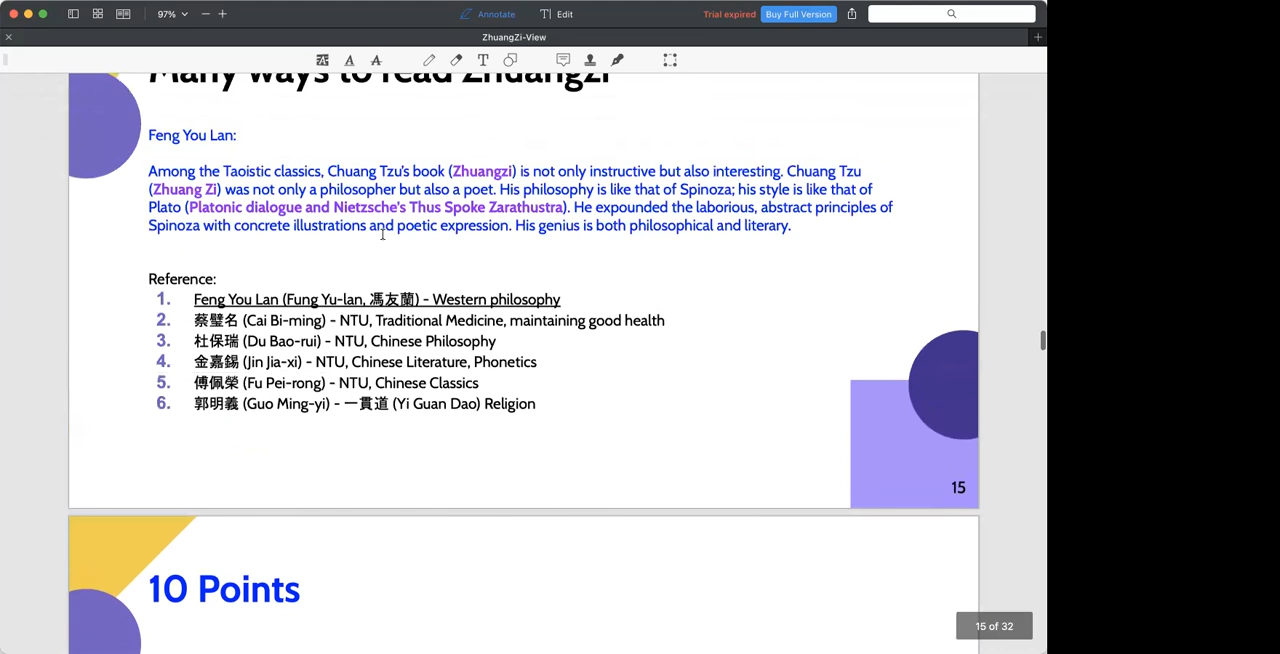 97%
Annotate
Edit
Trial expired
Buy Full Version
ZhuangZi-View
Many ways to read ZhuangZi
Feng You Lan:
Among the Taoistic classics, Chuang Tzu's book (Zhuangzi) is not only instructive but also interesting. Chuang Tzu
(Zhuang Zi) was not only a philosopher but also a poet. His philosophy is like that of Spinoza; his style is like that of
Plato (Platonic dialogue and Nietzsche's Thus Spoke Zarathustra). He expounded the laborious, abstract principles of
Spinoza with concrete illustrations and poetic expression. His genius is both philosophical and literary.
Reference:
1. Feng You Lan (Fung Yu-lan, 馮友蘭) - Western philosophy
2. 蔡璧名 (Cai Bi-ming) - NTU, Traditional Medicine, maintaining good health
3. 杜保瑞 (Du Bao-rui) - NTU, Chinese Philosophy
4. 金嘉錫 (Jin Jia-xi) - NTU, Chinese Literature, Phonetics
5. 傅佩榮 (Fu Pei-rong) - NTU, Chinese Classics
6. 郭明義 (Guo Ming-yi) - 一貫道 (Yi Guan Dao) Religion
15
10 Points
15 of 32